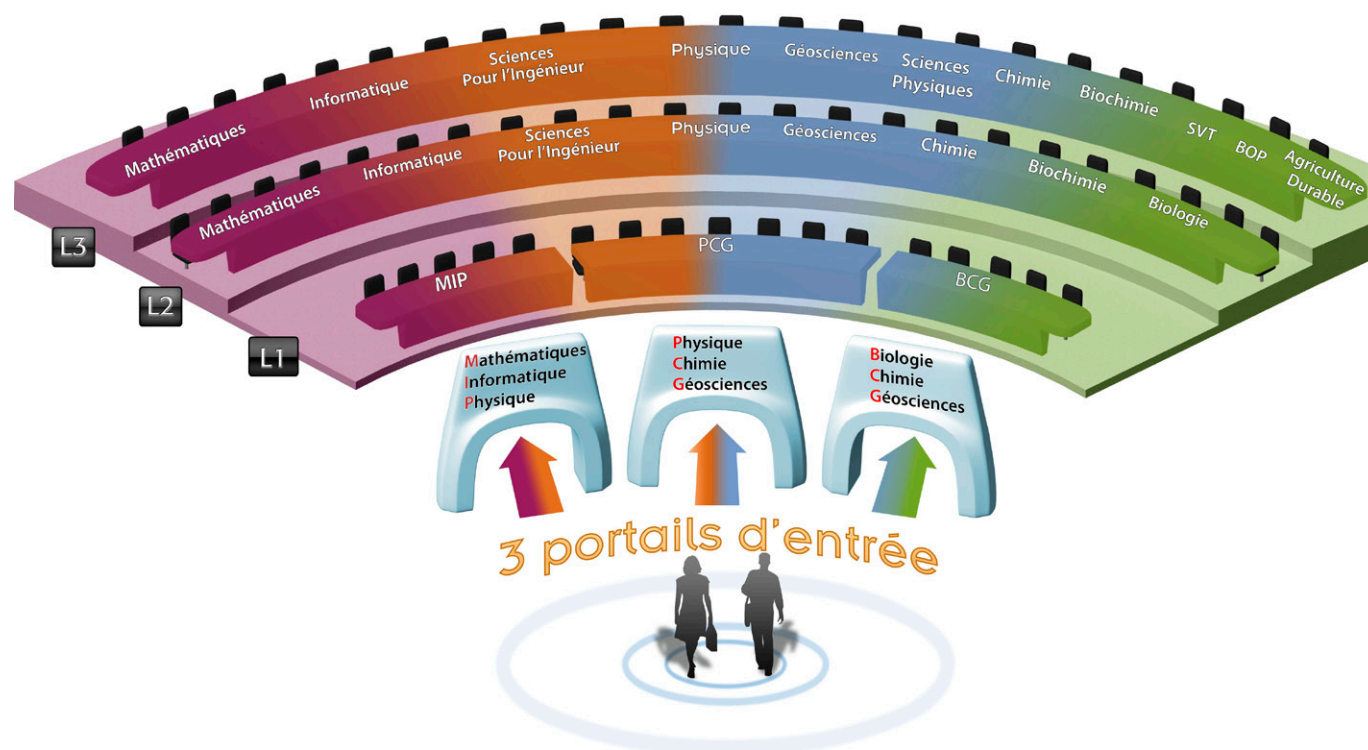 Mathématiques
Informatique
Sciences
Pour l'Ingénieur
Physique
Géosciences
Sciences
Physiques
Chimie
Biochimie
SVT
BOP
Agriculture
Durable
L3
Mathématiques
Informatique
Sciences
Pour l'Ingénieur
Physique
Géosciences
Chimie
Biochimie
Biologie
L2
MIP
PCG
BCG
L1
Mathématiques
Informatique
Physique
Physique
Chimie
Géosciences
Biologie
Chimie
Géosciences
3 portails d'entrée